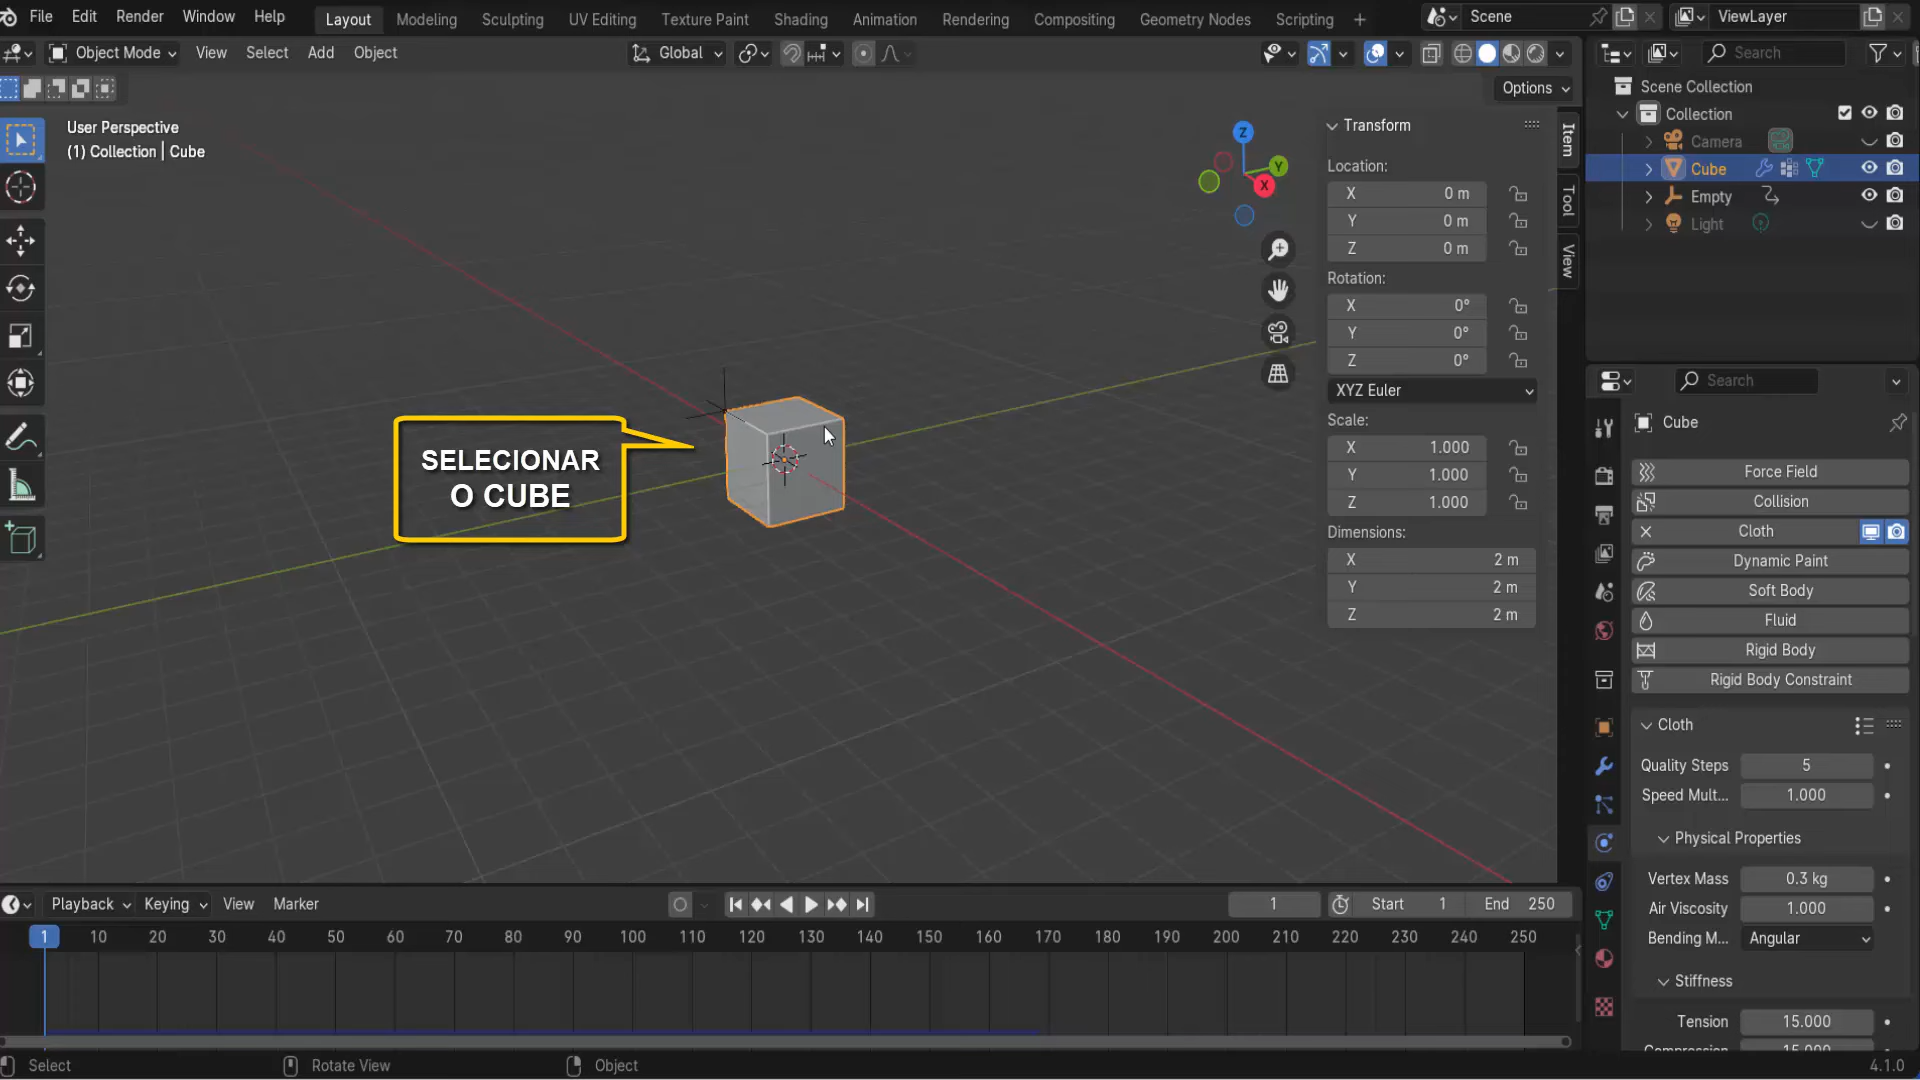 File Edit Render Window Help Layout Modeling Sculpting UV Editing Texture Paint Shading Animation Rendering Compositing Geometry Nodes Scripting + Scene ViewLayer
Object Mode View Select Add Object Global Search
Options
User Perspective
(1) Collection | Cube
SELECIONAR
O CUBE
Z
Y
X
Transform
Location:
X 0 m
Y 0 m
Z 0 m
Rotation:
X 0°
Y 0°
Z 0°
XYZ Euler
Scale:
X 1.000
Y 1.000
Z 1.000
Dimensions:
X 2 m
Y 2 m
Z 2 m
Item
Tool
View
Scene Collection
Collection
Camera
Cube
Empty
Light
Search
Cube
Force Field
Collision
Cloth
Dynamic Paint
Soft Body
Fluid
Rigid Body
Rigid Body Constraint
Cloth
Quality Steps 5
Speed Mult... 1.000
Physical Properties
Vertex Mass 0.3 kg
Air Viscosity 1.000
Bending M... Angular
Stiffness
Tension 15.000
Compression 15.000
Playback Keying View Marker 1 Start 1 End 250
1 10 20 30 40 50 60 70 80 90 100 110 120 130 140 150 160 170 180 190 200 210 220 230 240 250
Select Rotate View Object 4.1.0